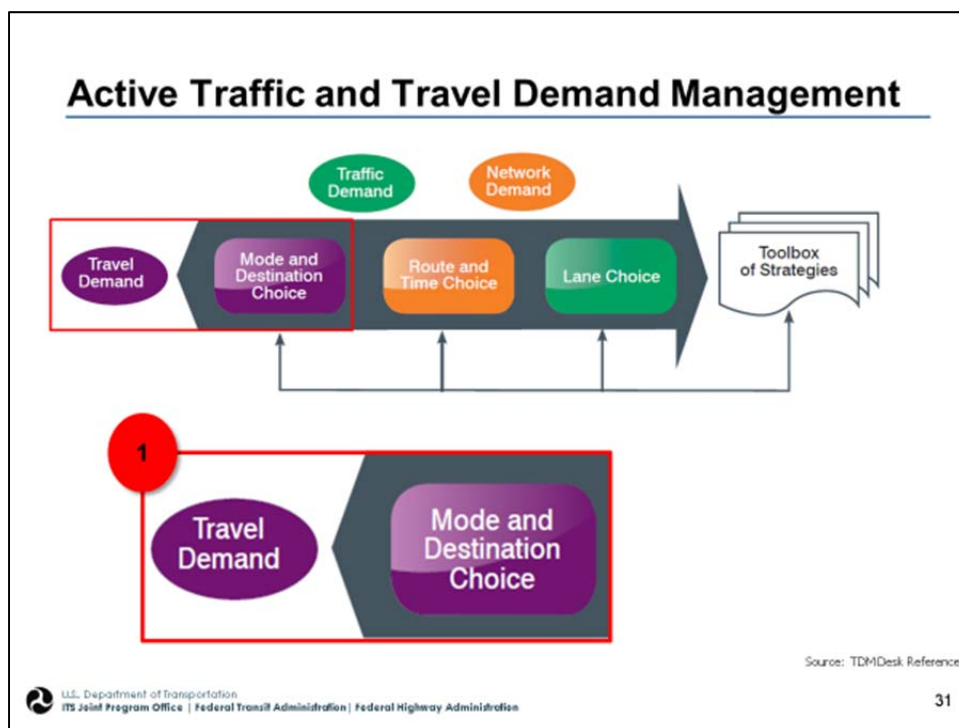 Active Traffic and Travel Demand Management
Traffic
Demand
Network
Demand
Travel
Demand
Mode and
Destination
Choice
Route and
Time Choice
Lane Choice
Toolbox
of Strategies
1
Travel
Demand
Mode and
Destination
Choice
Source: TDMDesk Reference
U.S. Department of Transportation
ITS Joint Program Office | Federal Transit Administration | Federal Highway Administration
31